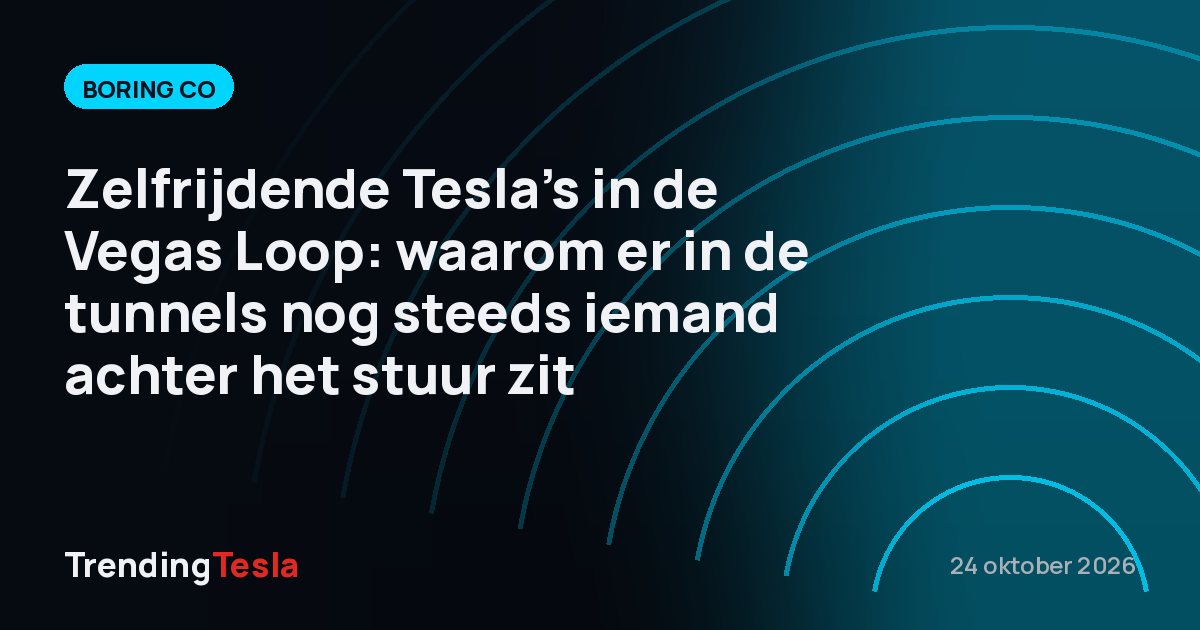 BORING CO
Zelfrijdende Tesla’s in de
Vegas Loop: waarom er in de
tunnels nog steeds iemand
achter het stuur zit
TrendingTesla
24 oktober 2026